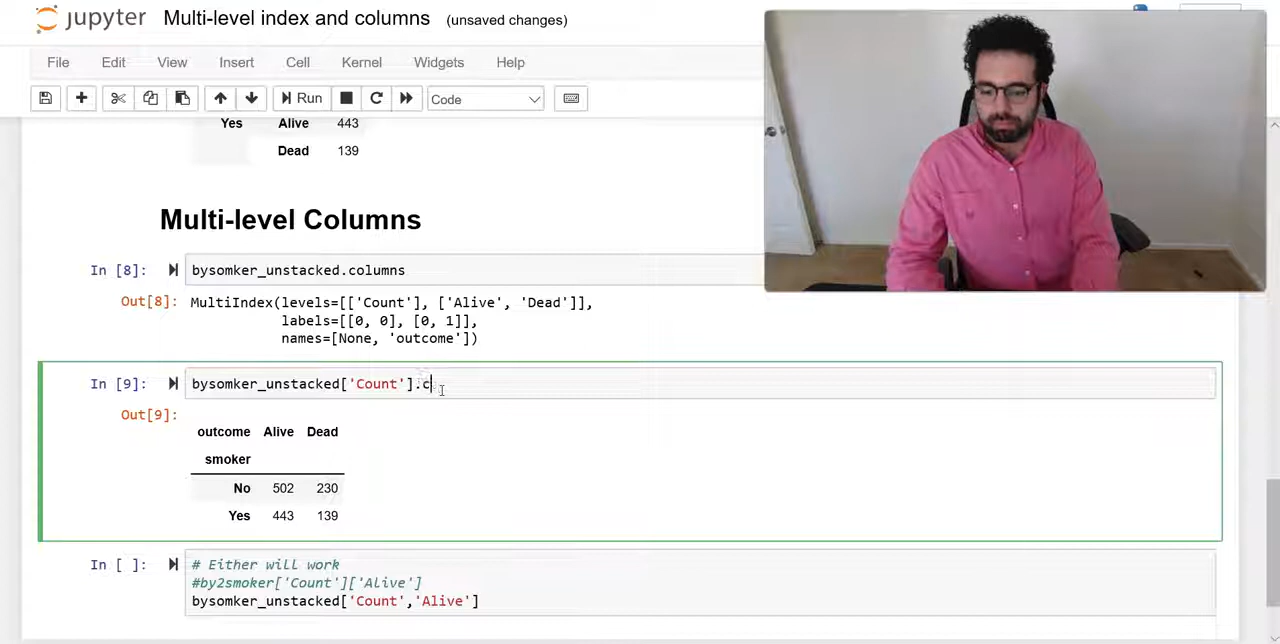 jupyter Multi-level index and columns (unsaved changes)
File Edit View Insert Cell Kernel Widgets Help
Run Code
Yes Alive 443
Dead 139
Multi-level Columns
In [8]: bysomker_unstacked.columns
Out[8]: MultiIndex(levels=[['Count'], ['Alive', 'Dead']],
labels=[[0, 0], [0, 1]],
names=[None, 'outcome'])
In [9]: bysomker_unstacked['Count'].c
Out[9]:
outcome Alive Dead
smoker
No 502 230
Yes 443 139
In [ ]: # Either will work
#by2smoker['Count']['Alive']
bysomker_unstacked['Count','Alive']